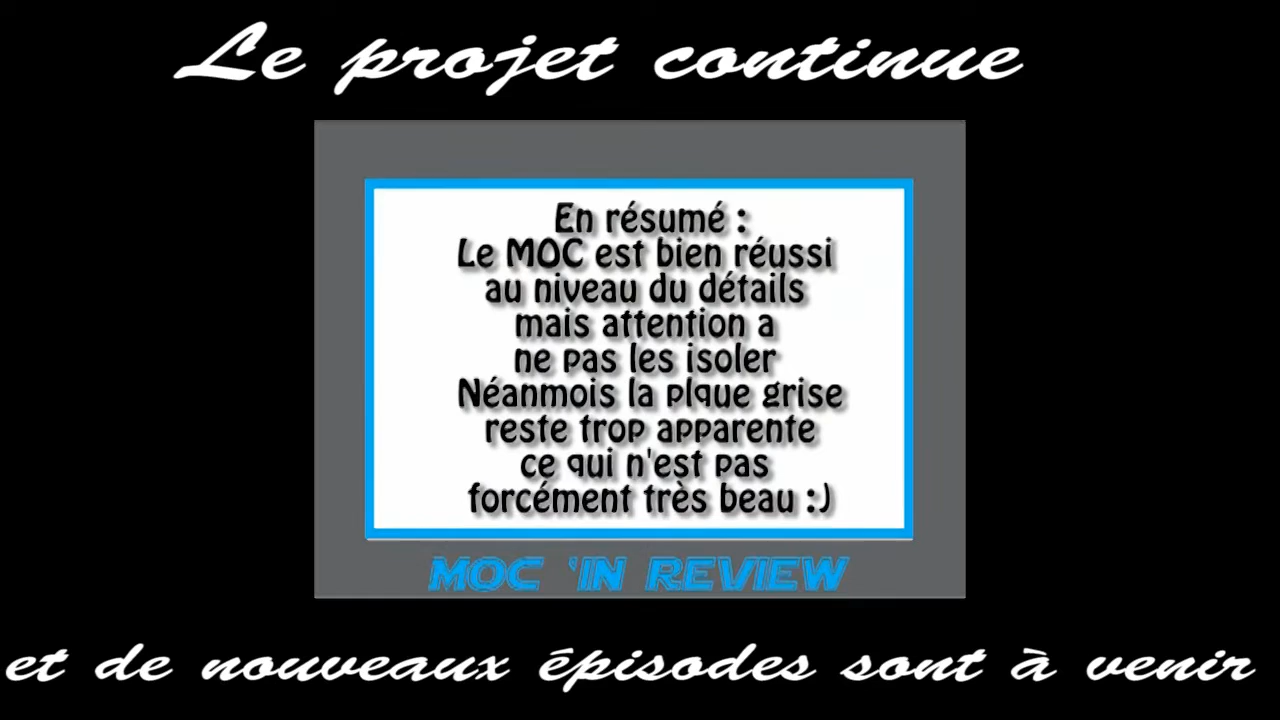 Le projet continue
En résumé :
Le MOC est bien réussi
au niveau du détails
mais attention a
ne pas les isoler
Néanmois la plque grise
reste trop apparente
ce qui n'est pas
forcément très beau :)
MOC 'IN REVIEW
et de nouveaux épisodes sont à venir